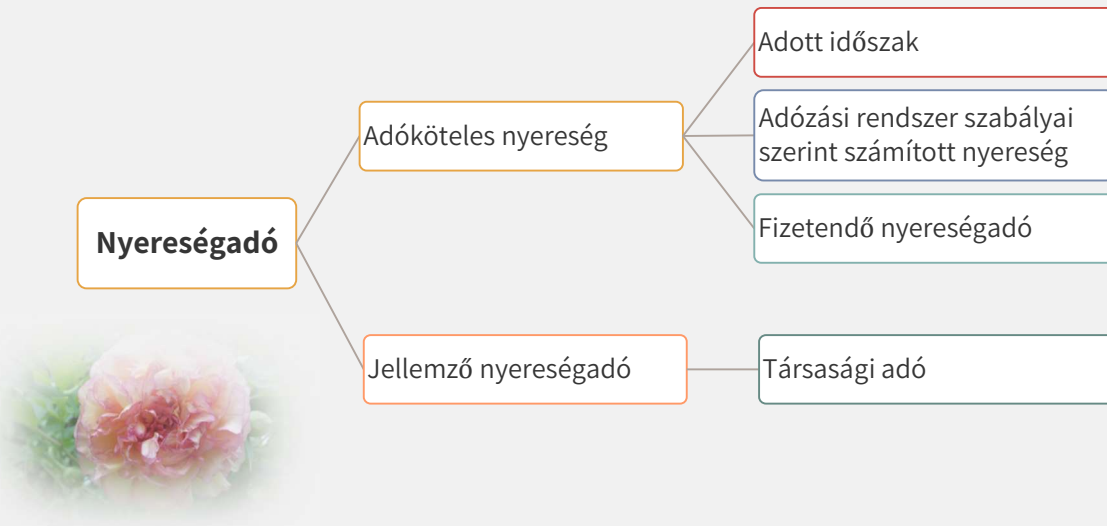 Nyereségadó
Adóköteles nyereség
Adott időszak
Adózási rendszer szabályai
szerint számított nyereség
Fizetendő nyereségadó
Jellemző nyereségadó
Társasági adó